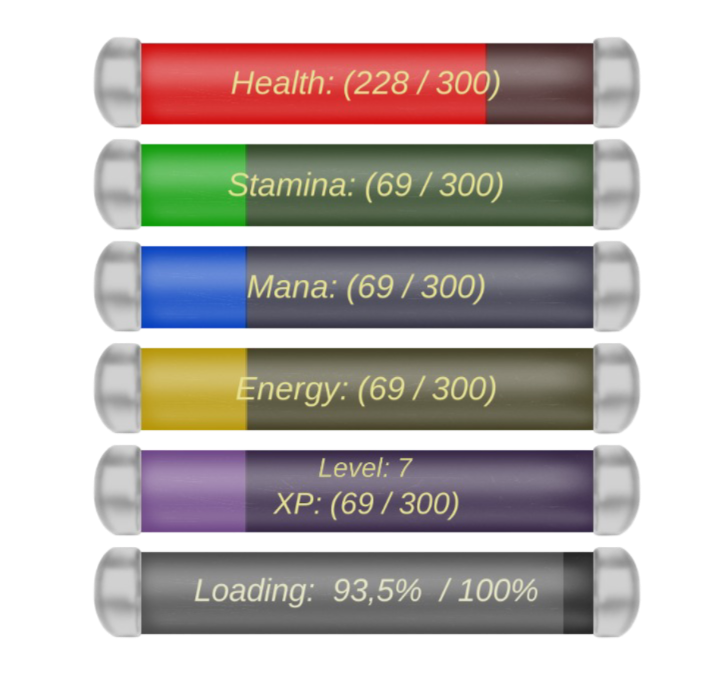 Health: (228 / 300)
Stamina: (69 / 300)
Mana: (69 / 300)
Energy: (69 / 300)
Level: 7
XP: (69 / 300)
Loading:  93,5%  / 100%